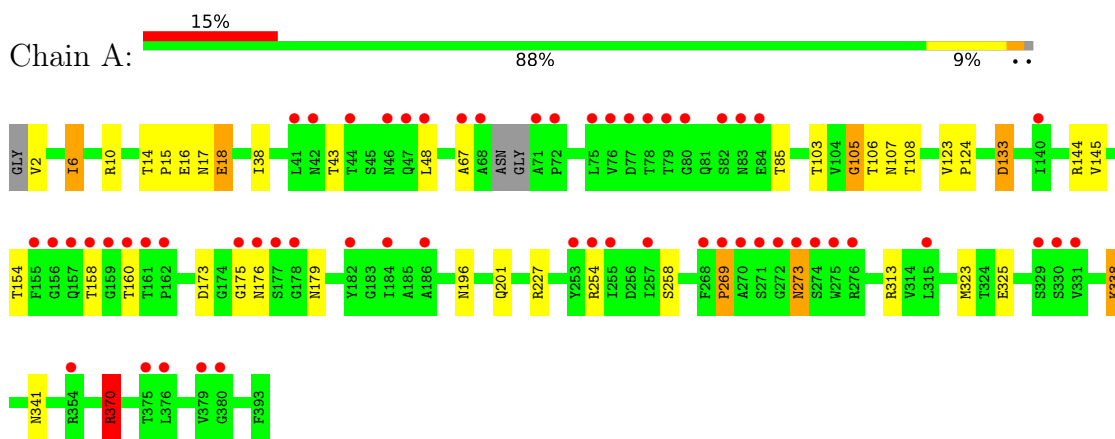 15%
Chain A:
88% 9% • •
GLY V2 I6 R10 T14 P15 E16 N17 E18 I38 L41 N42 T43 T44 S45 N46 Q47 L48 A67 A68 ASN GLY A71 P72 L75 V76 D77 T78 T79 G80 Q81 S82 N83 E84 T85 T103 V104 G105 T106 N107 T108 V123 P124 D133 I140 R144 V145
T154 F155 G156 Q157 T158 G159 T160 T161 P162 D173 G174 G175 N176 S177 G178 N179 Y182 G183 I184 A185 A186 N196 Q201 R227 Y253 R254 I255 D256 I257 S258 F268 P269 A270 S271 G272 N273 S274 W275 R276 R313 V314 L315 M323 T324 E325 S329 S330 V331 K338
N341 R354 R370 T375 L376 V379 G380 F393